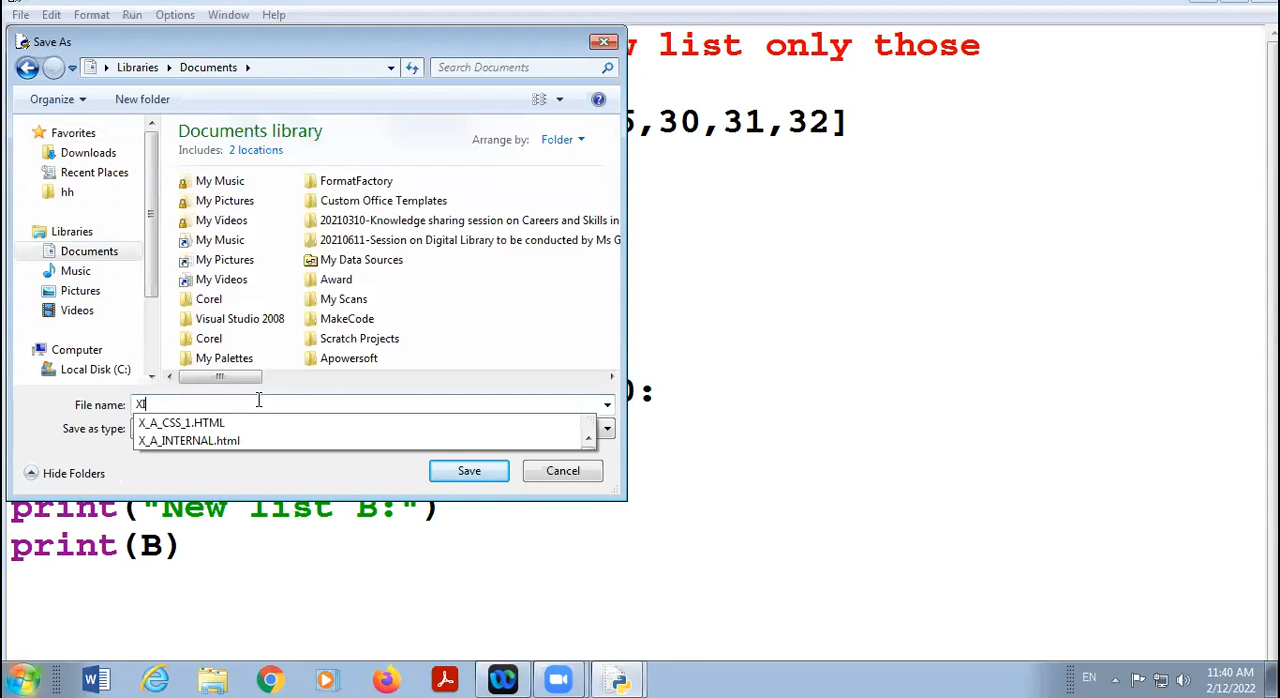 File Edit Format Run Options Window Help
Save As
list only those
Libraries Documents
Search Documents
Organize New folder
,30,31,32]
Favorites
Downloads
Recent Places
hh
Libraries
Documents
Music
Pictures
Videos
Computer
Local Disk (C:)
Documents library
Includes: 2 locations
Arrange by: Folder
My Music
My Pictures
My Videos
My Music
My Pictures
My Videos
Corel
Visual Studio 2008
Corel
My Palettes
FormatFactory
Custom Office Templates
20210310-Knowledge sharing session on Careers and Skills in
20210611-Session on Digital Library to be conducted by Ms G
My Data Sources
Award
My Scans
MakeCode
Scratch Projects
Apowersoft
0:
File name: XI
X_A_CSS_1.HTML
Save as type:
X_A_INTERNAL.html
Hide Folders
Save Cancel
print("New list B:")
print(B)
EN
11:40 AM
2/12/2022